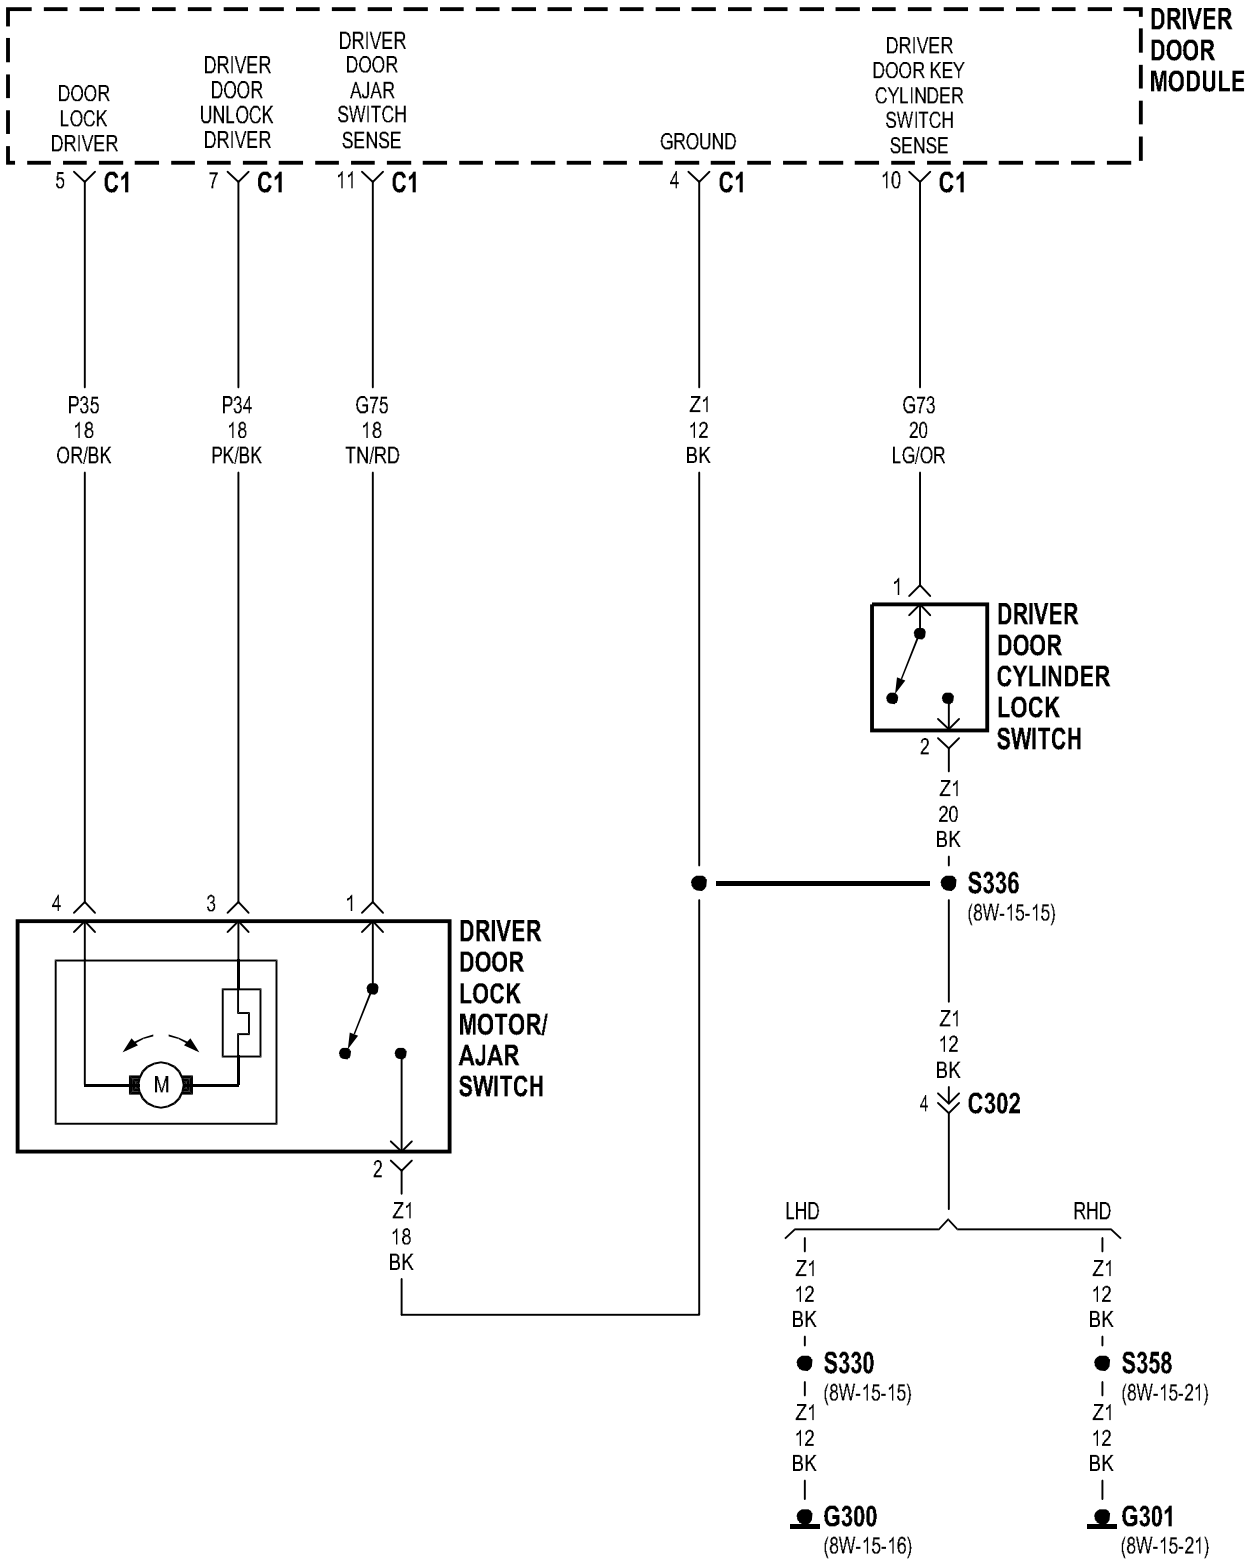 DRIVER
DOOR
MODULE
DOOR
LOCK
DRIVER
DRIVER
DOOR
UNLOCK
DRIVER
DRIVER
DOOR
AJAR
SWITCH
SENSE
GROUND
DRIVER
DOOR KEY
CYLINDER
SWITCH
SENSE
5 C1
7 C1
11 C1
4 C1
10 C1
P35
18
OR/BK
P34
18
PK/BK
G75
18
TN/RD
Z1
12
BK
G73
20
LG/OR
1
DRIVER
DOOR
CYLINDER
LOCK
SWITCH
2
Z1
20
BK
S336
(8W-15-15)
4
3
1
DRIVER
DOOR
LOCK
MOTOR/
AJAR
SWITCH
M
2
Z1
18
BK
Z1
12
BK
4 C302
LHD
RHD
Z1
12
BK
S330
(8W-15-15)
Z1
12
BK
G300
(8W-15-16)
Z1
12
BK
S358
(8W-15-21)
Z1
12
BK
G301
(8W-15-21)